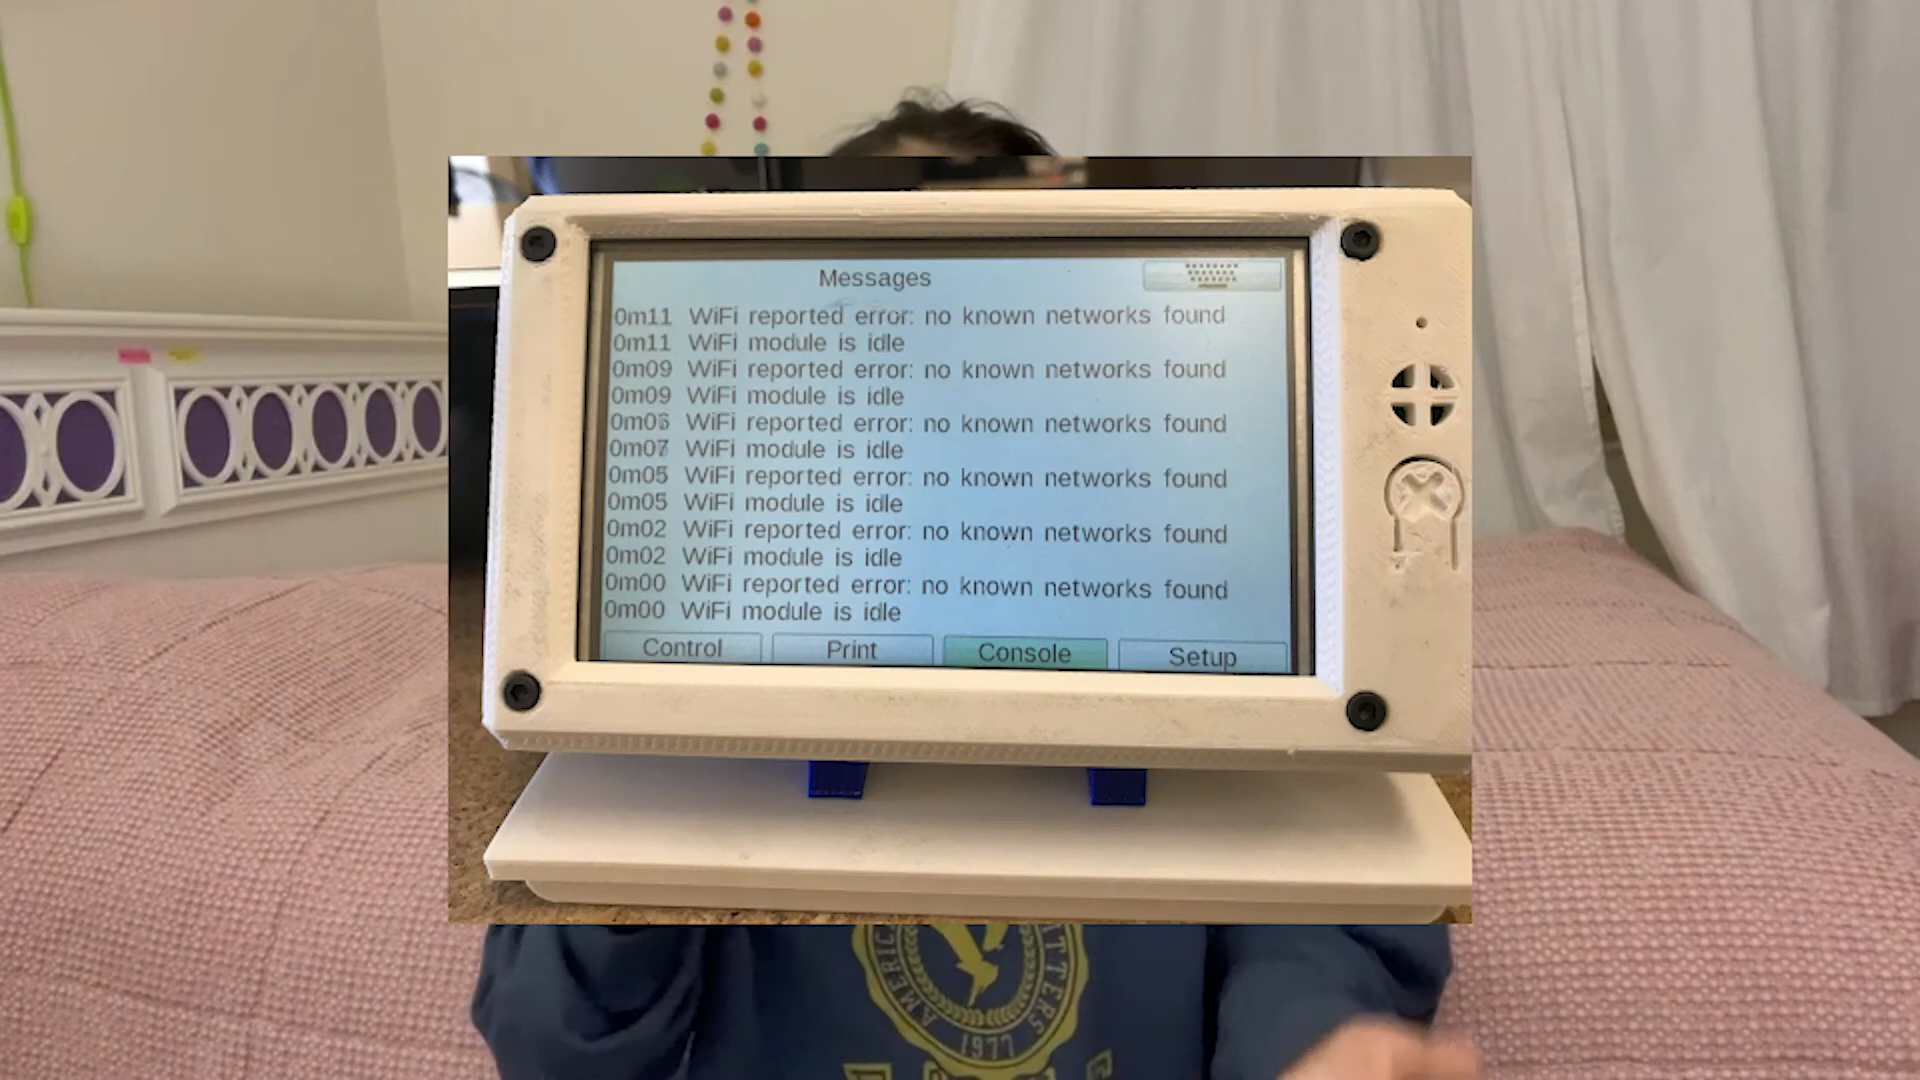 Messages
0m11 WiFi reported error: no known networks found
0m11 WiFi module is idle
0m09 WiFi reported error: no known networks found
0m09 WiFi module is idle
WiFi reported error: no known networks found
0m07 WiFi module is idle
0m05 WiFi reported error: no known networks found
0m05 WiFi module is idle
0m02 WiFi reported error: no known networks found
0m02 WiFi module is idle
0m00 WiFi reported error: no known networks found
0m00 WiFi module is idle
Control Print Console Setup
1977